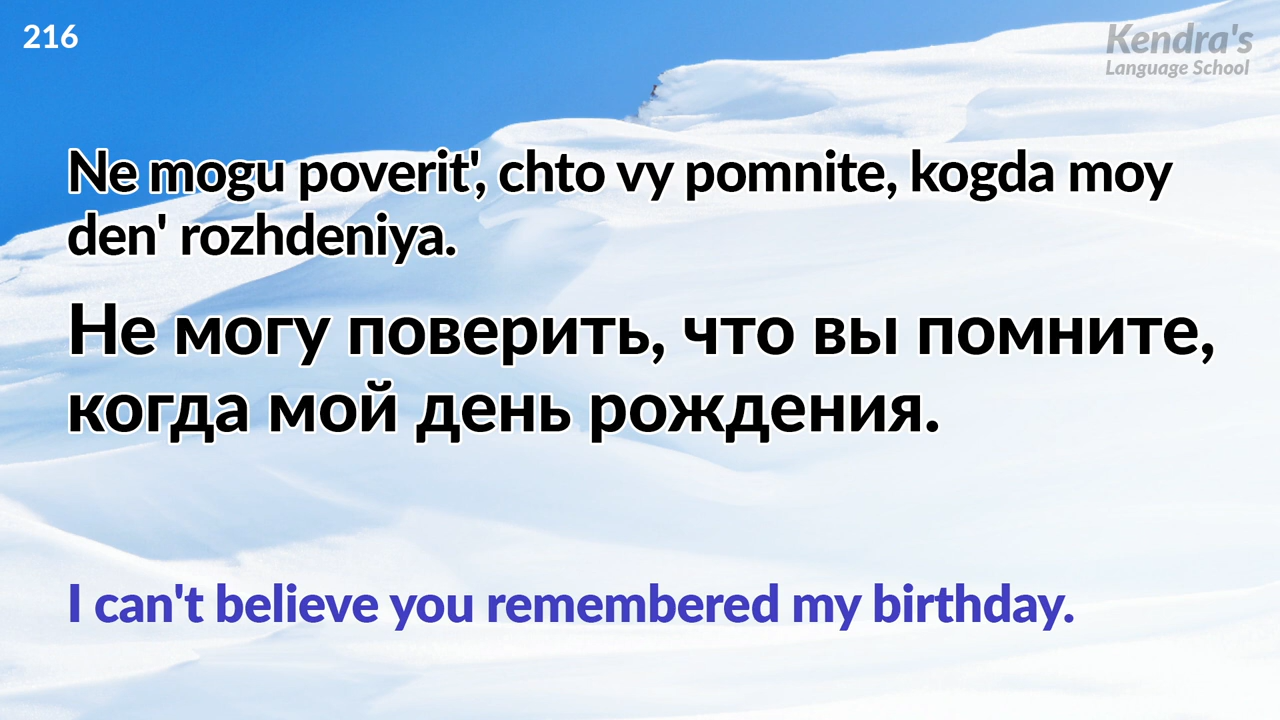 216
Kendra's
Language School
Ne mogu poverit', chto vy pomnite, kogda moy
den' rozhdeniya.
Не могу поверить, что вы помните,
когда мой день рождения.
I can't believe you remembered my birthday.